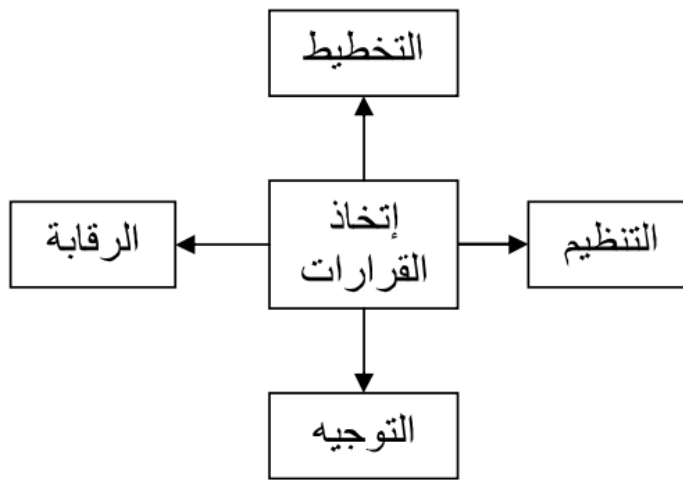 التخطيط
إتخاذ
القرارات
التنظيم
الرقابة
التوجيه